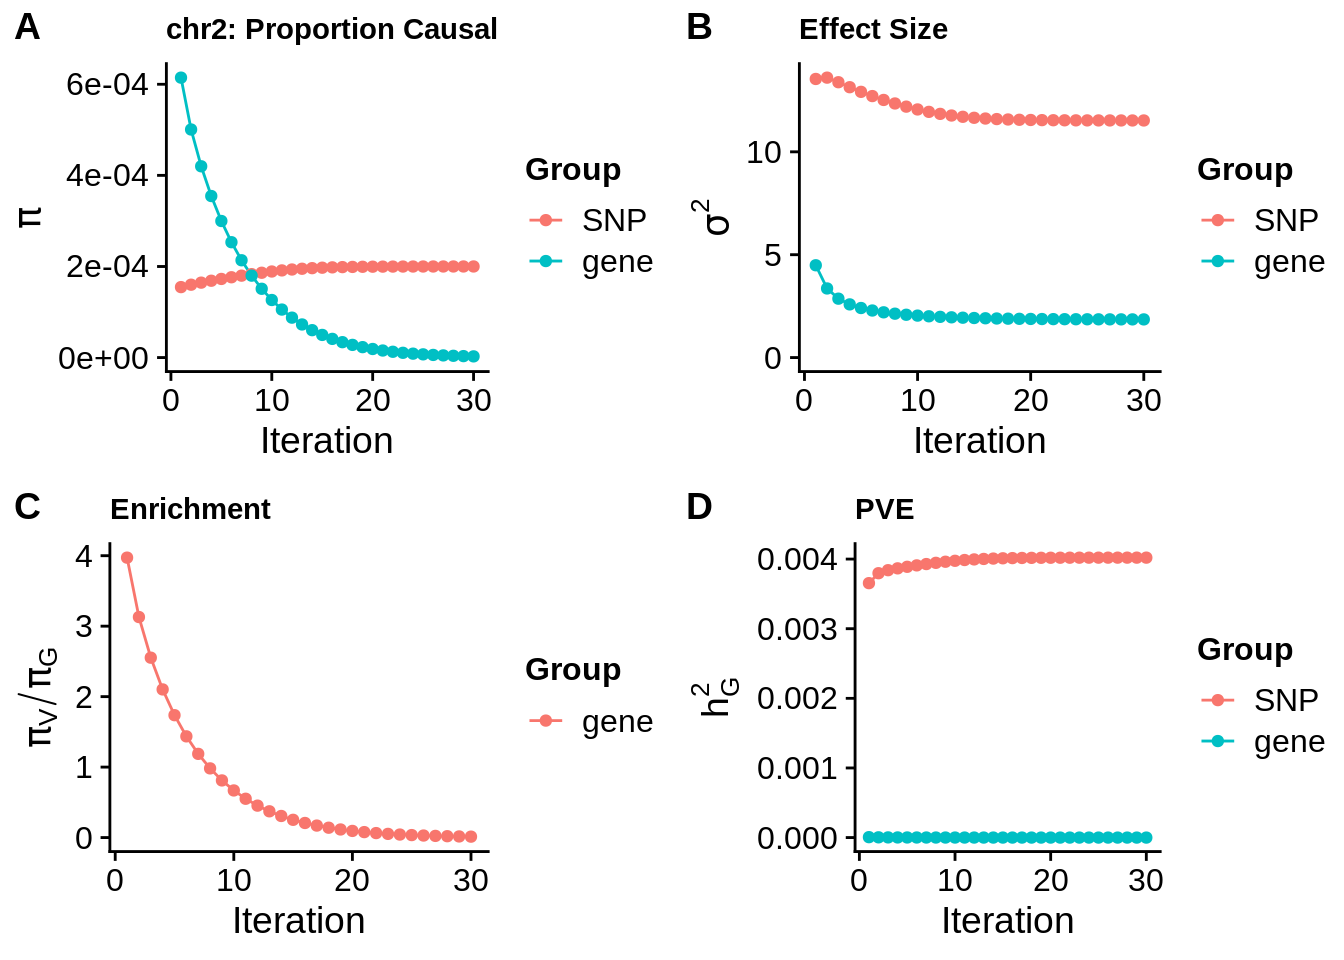 A
chr2: Proportion Causal
6e-04
4e-04
2e-04
0e+00
π
0 10 20 30
Iteration
Group
SNP
gene
B
Effect Size
10
5
0
σ²
0 10 20 30
Iteration
Group
SNP
gene
C
Enrichment
4
3
2
1
0
π_V/π_G
0 10 20 30
Iteration
Group
gene
D
PVE
0.004
0.003
0.002
0.001
0.000
h²_G
0 10 20 30
Iteration
Group
SNP
gene